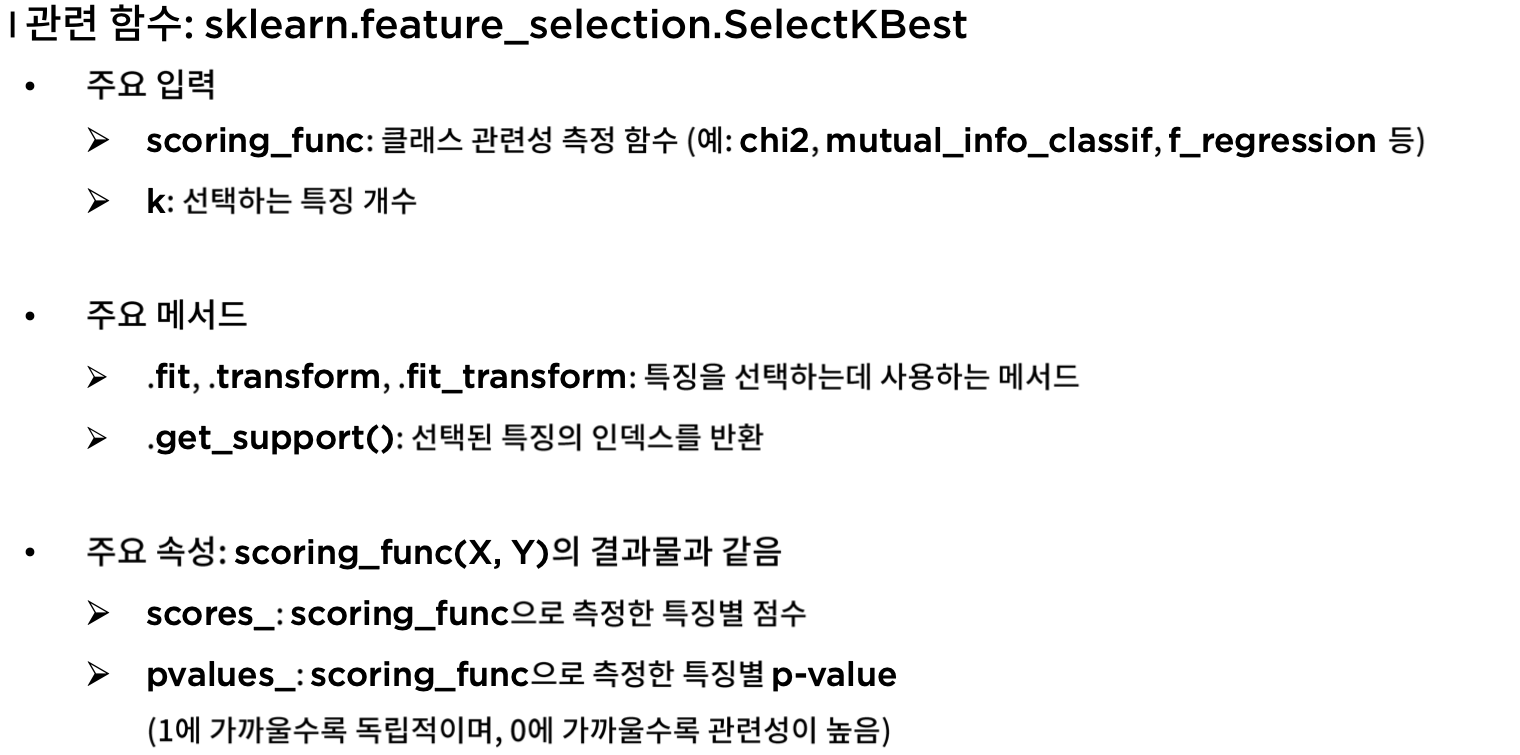 | 관련 함수: sklearn.feature_selection.SelectKBest
• 주요 입력
➢ scoring_func: 클래스 관련성 측정 함수 (예: chi2, mutual_info_classif, f_regression 등)
➢ k: 선택하는 특징 개수
• 주요 메서드
➢ .fit, .transform, .fit_transform: 특징을 선택하는데 사용하는 메서드
➢ .get_support(): 선택된 특징의 인덱스를 반환
• 주요 속성: scoring_func(X, Y)의 결과물과 같음
➢ scores_: scoring_func으로 측정한 특징별 점수
➢ pvalues_: scoring_func으로 측정한 특징별 p-value
(1에 가까울수록 독립적이며, 0에 가까울수록 관련성이 높음)